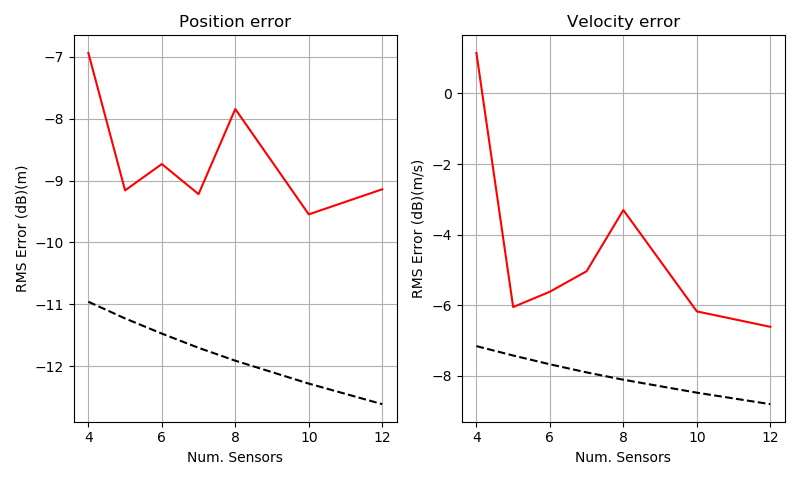 Position error
Velocity error
−7
−8
−9
−10
−11
−12
RMS Error (dB)(m)
4 6 8 10 12
Num. Sensors
0
−2
−4
−6
−8
RMS Error (dB)(m/s)
4 6 8 10 12
Num. Sensors